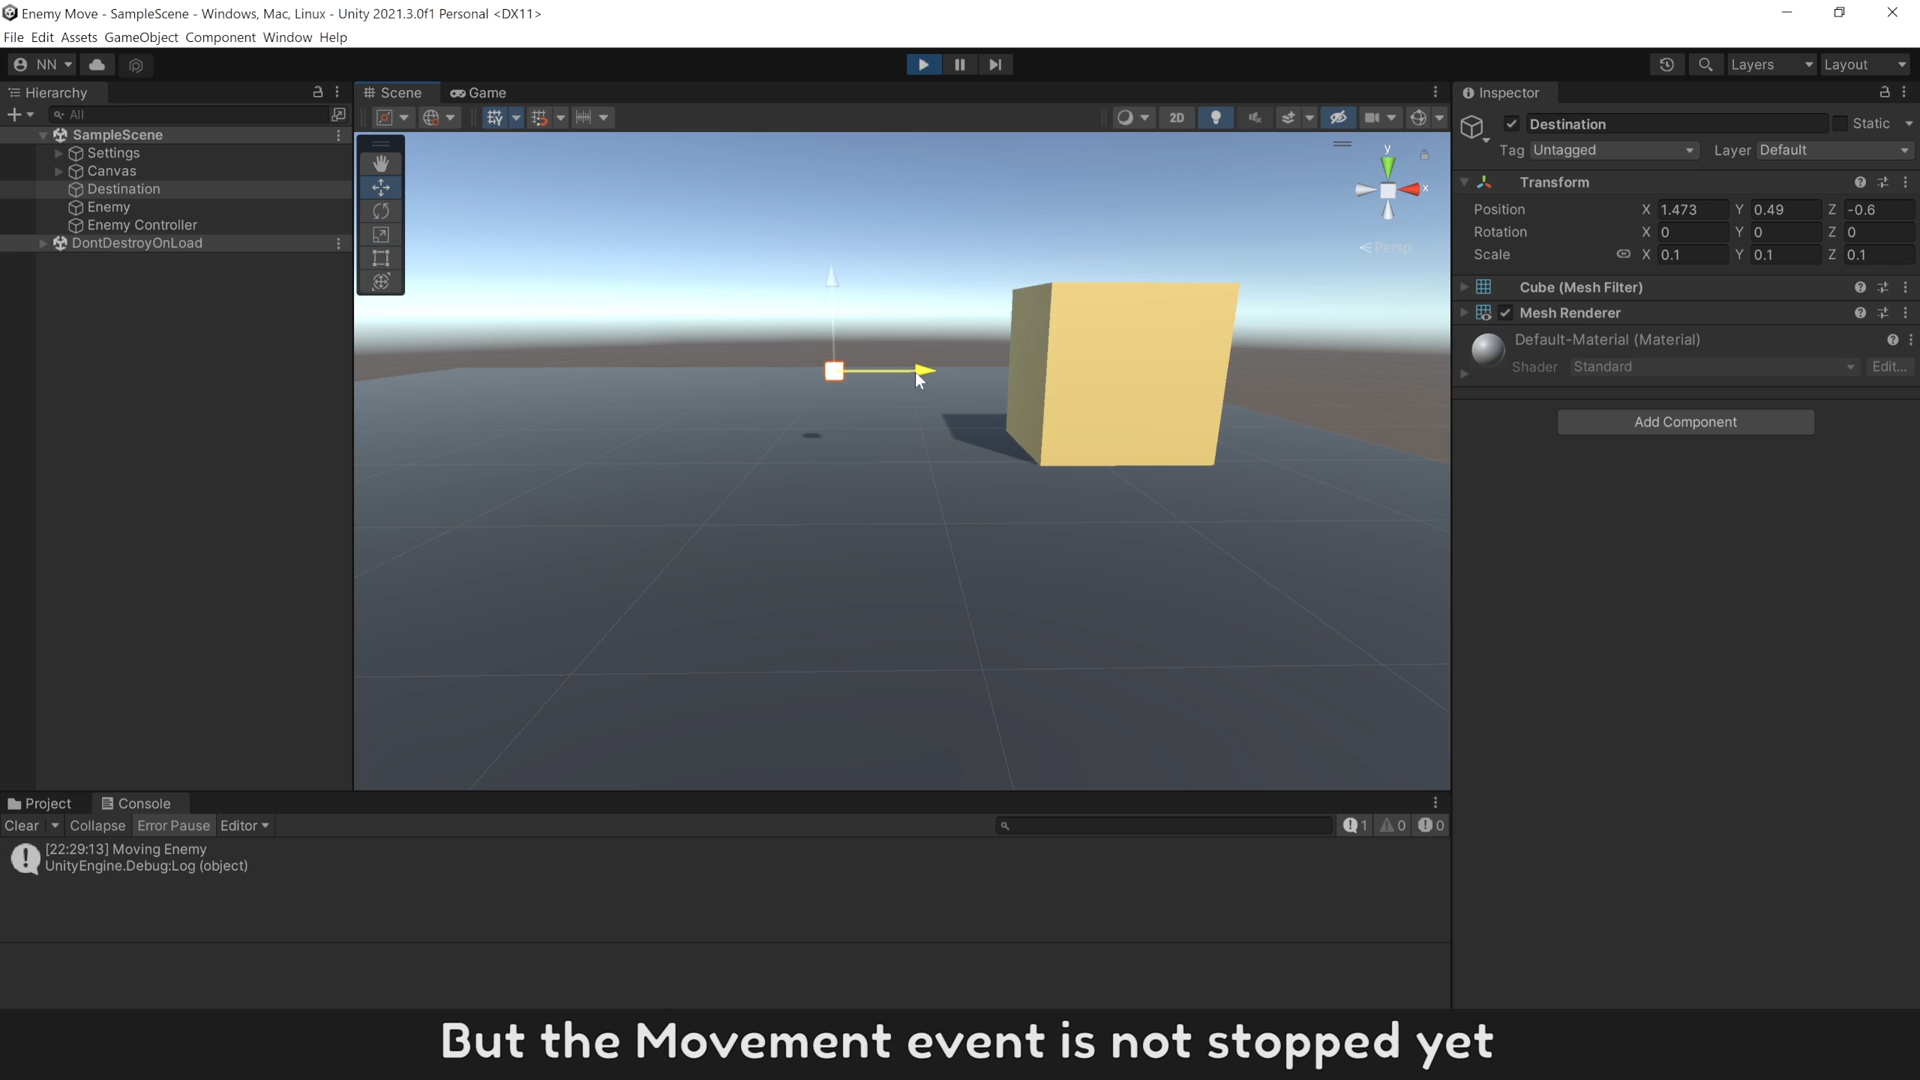 Enemy Move - SampleScene - Windows, Mac, Linux - Unity 2021.3.0f1 Personal <DX11>
File Edit Assets GameObject Component Window Help
NN Layers Layout
Hierarchy
All
SampleScene
Settings
Canvas
Destination
Enemy
Enemy Controller
DontDestroyOnLoad
Scene Game
2D
y
x
Persp
Inspector
Destination Static
Tag Untagged Layer Default
Transform
Position X 1.473 Y 0.49 Z -0.6
Rotation X 0 Y 0 Z 0
Scale X 0.1 Y 0.1 Z 0.1
Cube (Mesh Filter)
Mesh Renderer
Default-Material (Material)
Shader Standard Edit...
Add Component
Project Console
Clear Collapse Error Pause Editor 1 0 0
[22:29:13] Moving Enemy
UnityEngine.Debug:Log (object)
But the Movement event is not stopped yet